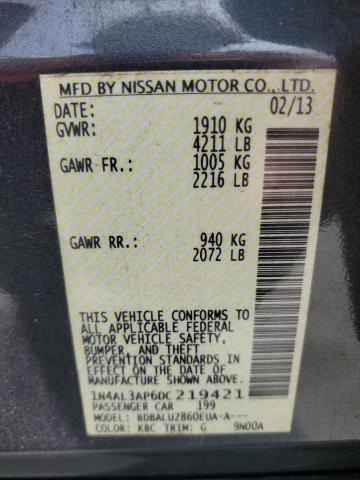 MFD BY NISSAN MOTOR CO.,LTD.
DATE: 02/13
GVWR: 1910 KG
4211 LB
GAWR FR.: 1005 KG
2216 LB
GAWR RR.: 940 KG
2072 LB
THIS VEHICLE CONFORMS TO
ALL APPLICABLE FEDERAL
MOTOR VEHICLE SAFETY,
BUMPER, AND THEFT
PREVENTION STANDARDS IN
EFFECT ON THE DATE OF
MANUFACTURE SHOWN ABOVE.
1N4AL3AP6DC 219421
PASSENGER CAR 199
MODEL: BDBALUZ860EUA-A---
COLOR: KBC TRIM: G 9N00A